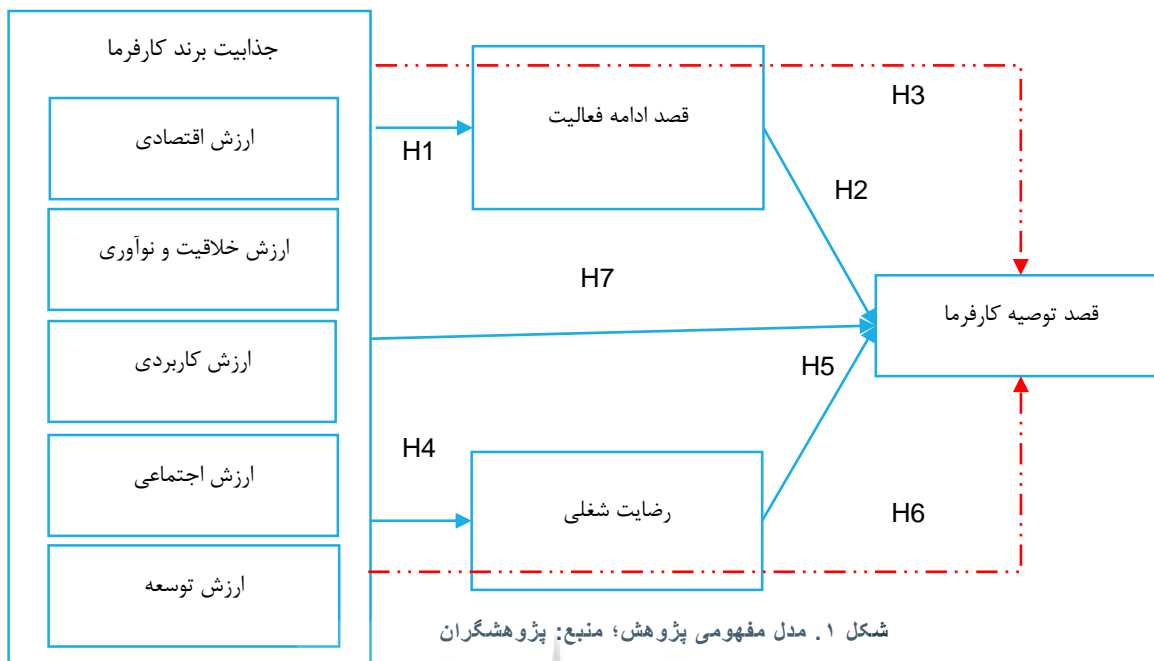 جذابیت برند کارفرما
ارزش اقتصادی
ارزش خلاقیت و نوآوری
ارزش کاربردی
ارزش اجتماعی
ارزش توسعه
قصد ادامه فعالیت
رضایت شغلی
قصد توصیه کارفرما
H1
H2
H3
H4
H5
H6
H7
شکل ۱. مدل مفهومی پژوهش؛ منبع: پژوهشگران